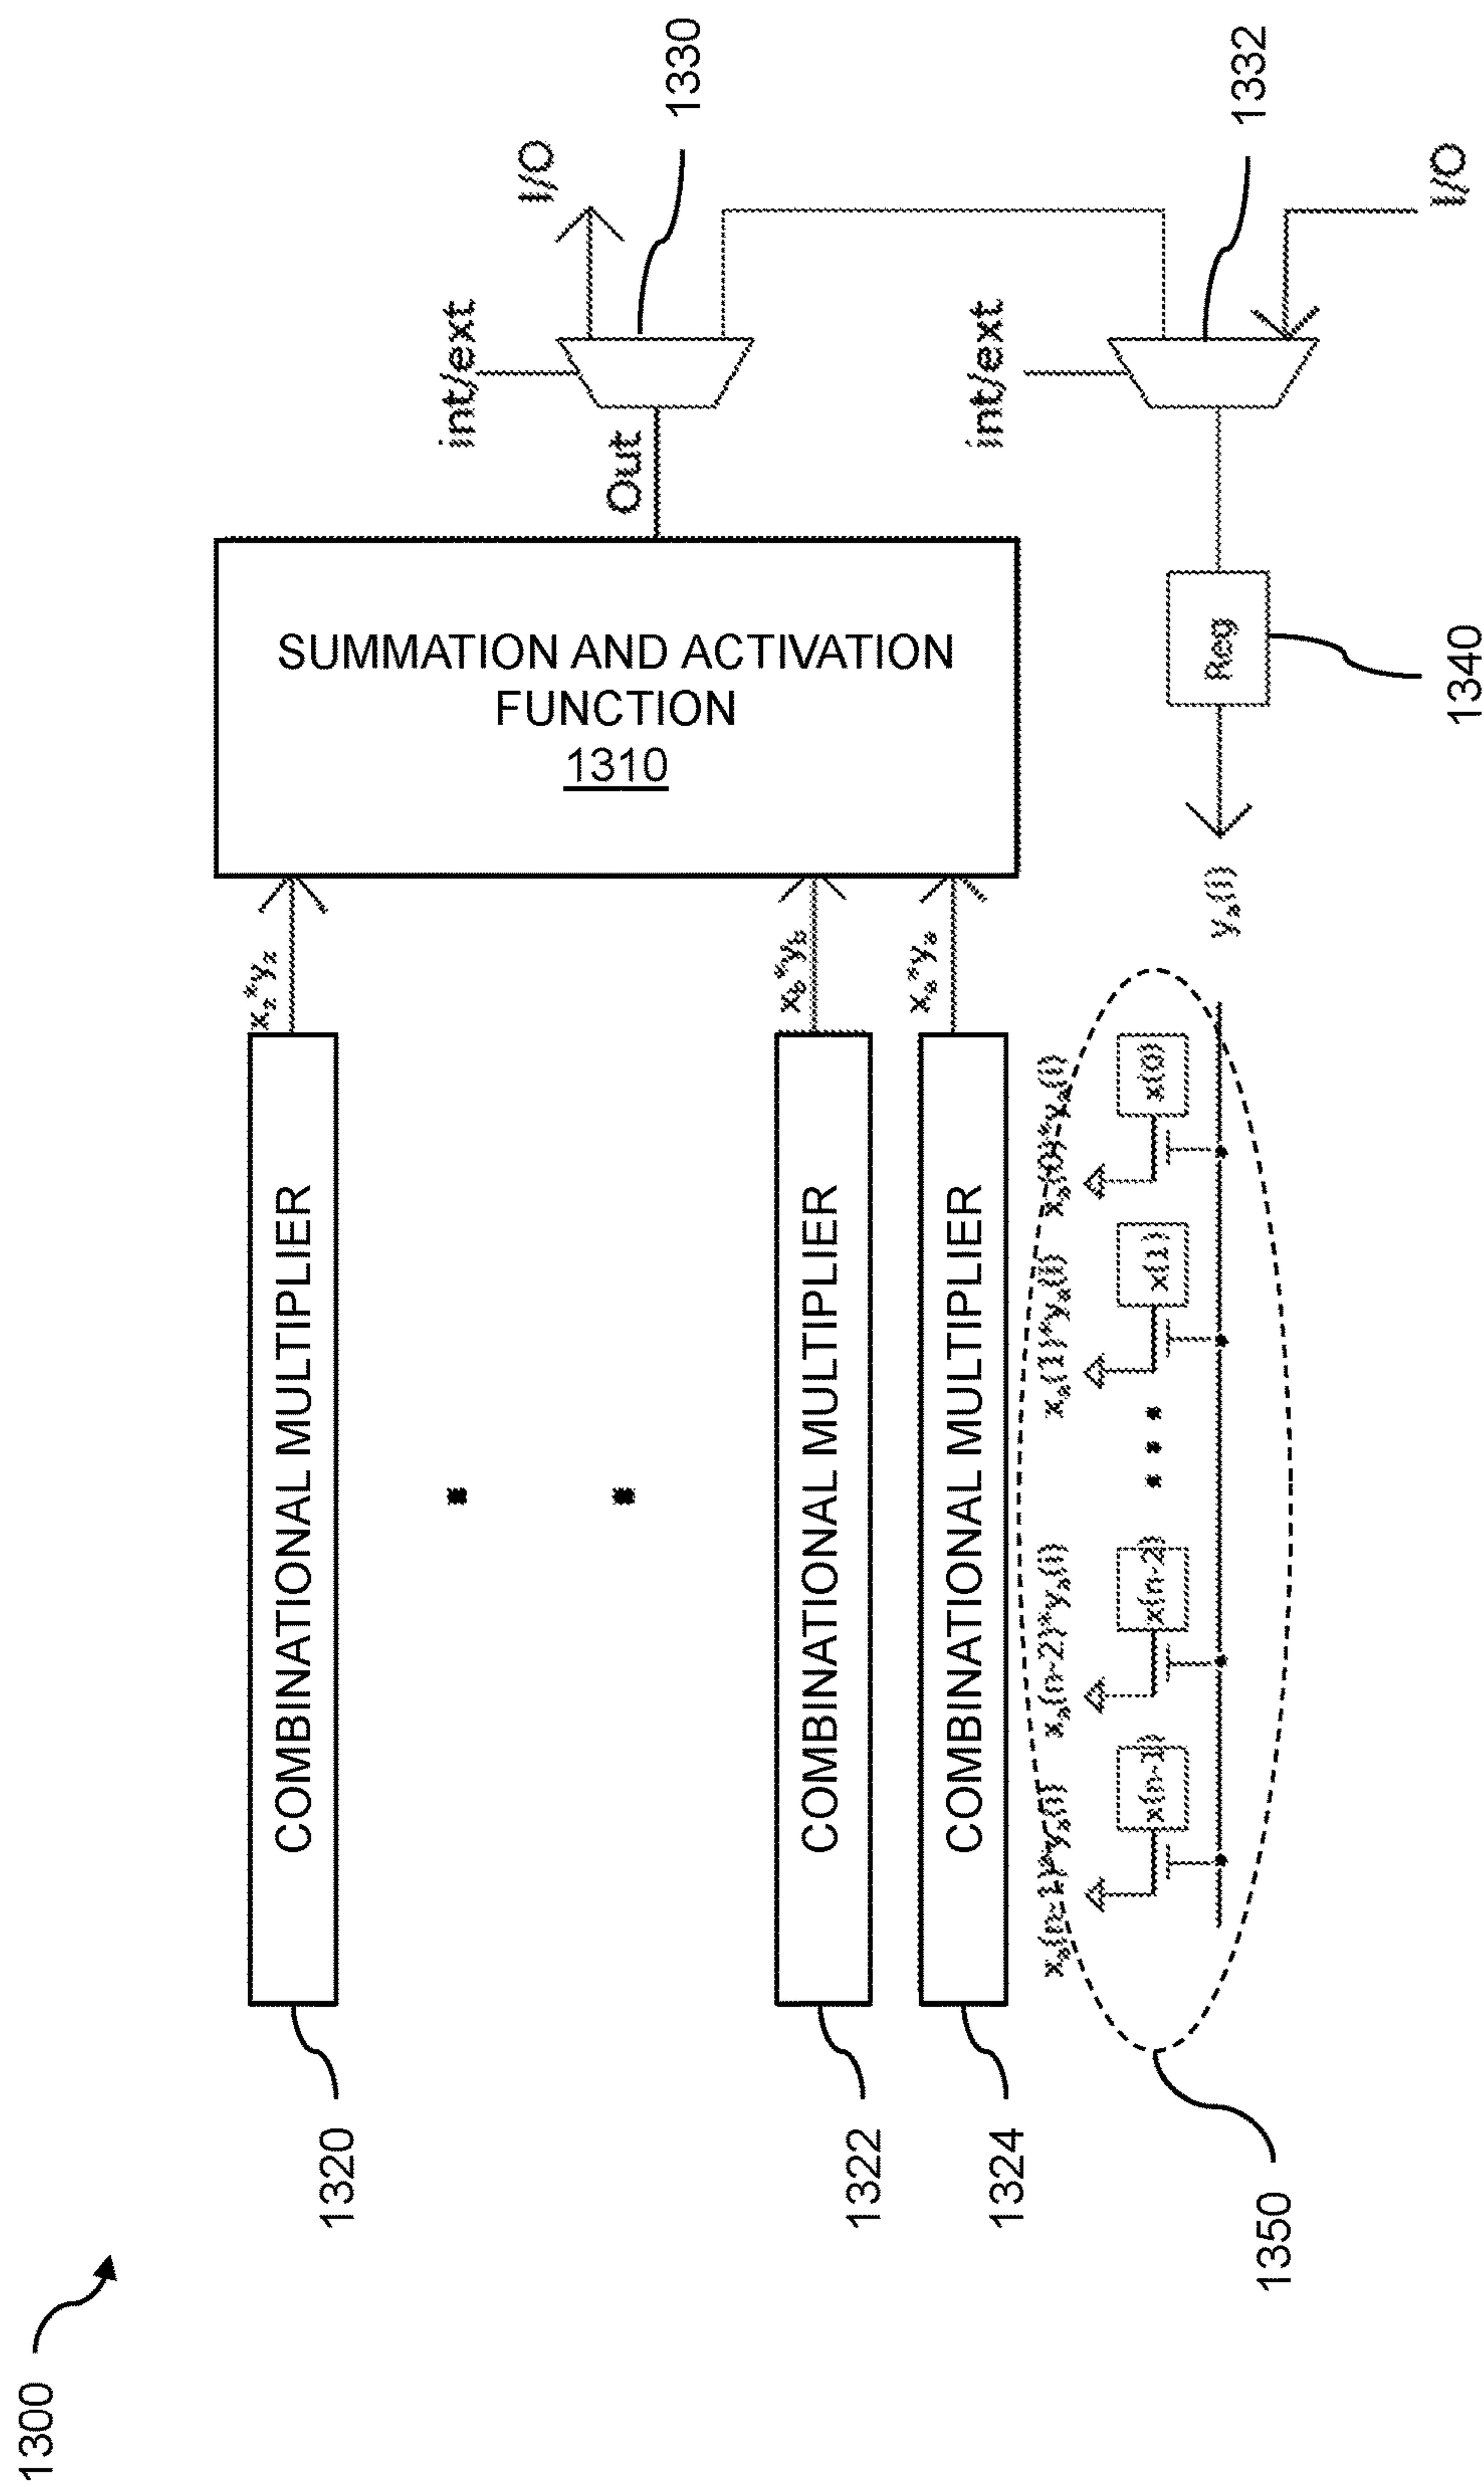 1300
COMBINATIONAL MULTIPLIER
1320
COMBINATIONAL MULTIPLIER
1322
COMBINATIONAL MULTIPLIER
1324
xz*yz
xb*yb
xa*ya
SUMMATION AND ACTIVATION
FUNCTION
1310
Out
int/ext
I/O
1330
int/ext
1332
I/O
Reg
1340
ya(i)
xa(n-1)*ya(i)
xa(n-2)*ya(i)
xa(1)*ya(i)
xa(0)*ya(i)
x(n-1)
x(n-2)
x(1)
x(0)
1350